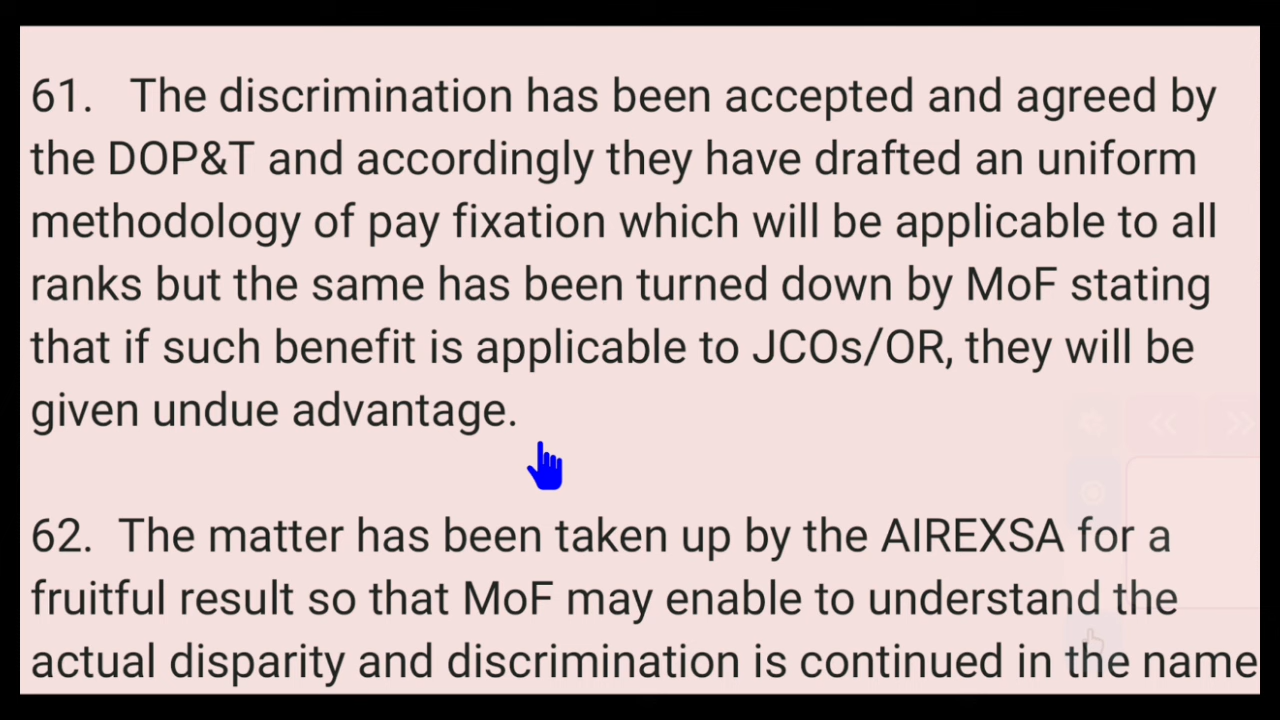 61. The discrimination has been accepted and agreed by
the DOP&T and accordingly they have drafted an uniform
methodology of pay fixation which will be applicable to all
ranks but the same has been turned down by MoF stating
that if such benefit is applicable to JCOs/OR, they will be
given undue advantage.
62. The matter has been taken up by the AIREXSA for a
fruitful result so that MoF may enable to understand the
actual disparity and discrimination is continued in the name